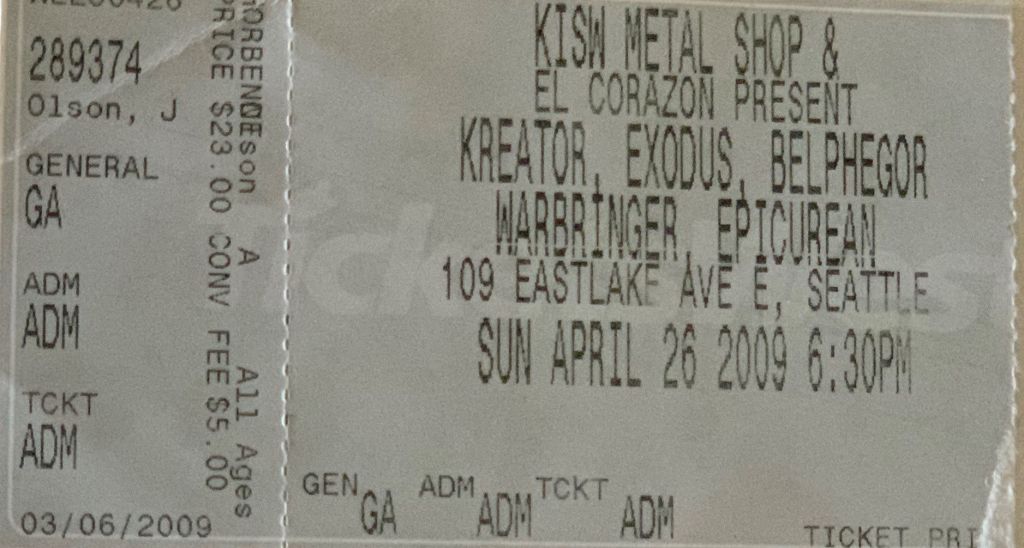 289374
Olson, J
GENERAL
GA
ADM
ADM
TCKT
ADM
03/06/2009
PRICE $23.00 CONV FEE $5.00
A All Ages
KISW METAL SHOP &
EL CORAZON PRESENT
KREATOR, EXODUS, BELPHEGOR
WARBRINGER, EPICUREAN
109 EASTLAKE AVE E, SEATTLE
SUN APRIL 26 2009 6:30PM
GEN GA ADM ADM TCKT ADM
TICKET PRI